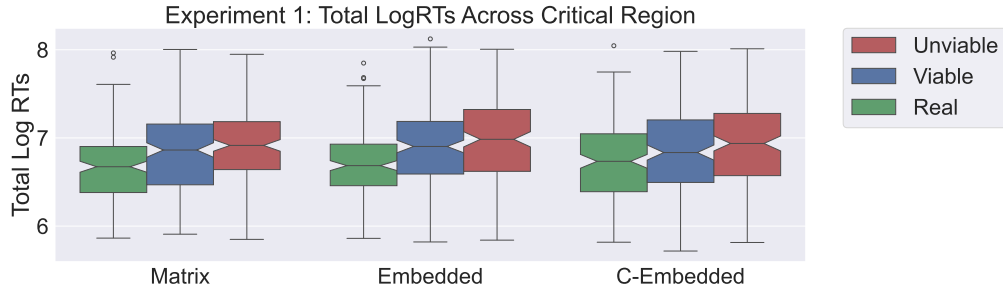 Experiment 1: Total LogRTs Across Critical Region
Total Log RTs
8
7
6
Matrix
Embedded
C-Embedded
Unviable
Viable
Real